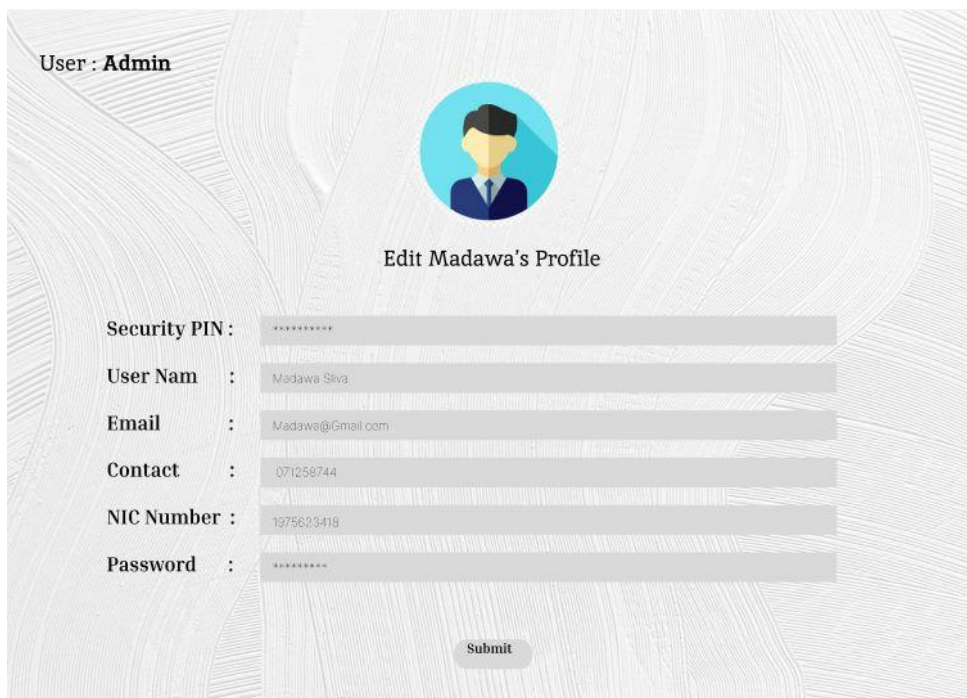 User : Admin
Edit Madawa's Profile
Security PIN : **********
User Nam : Madawa Sliva
Email : Madawa@Gmail.com
Contact : 071258744
NIC Number : 1975623418
Password : *********
Submit